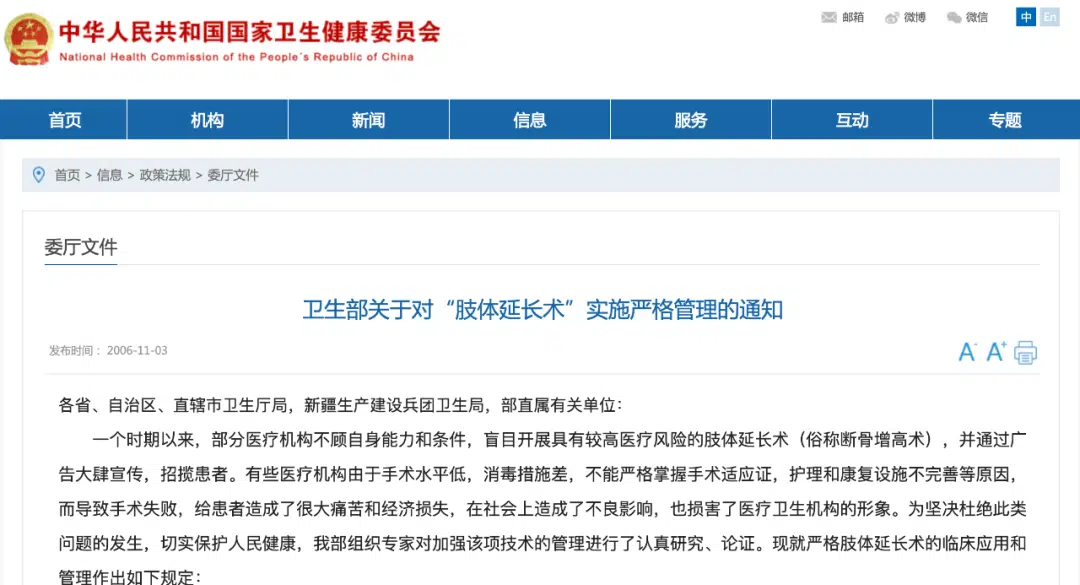 中华人民共和国国家卫生健康委员会
National Health Commission of the People's Republic of China
邮箱 微博 微信 中 En
首页 机构 新闻 信息 服务 互动 专题
首页 > 信息 > 政策法规 > 委厅文件
委厅文件
卫生部关于对“肢体延长术”实施严格管理的通知
发布时间： 2006-11-03
A- A+
各省、自治区、直辖市卫生厅局，新疆生产建设兵团卫生局，部直属有关单位：
一个时期以来，部分医疗机构不顾自身能力和条件，盲目开展具有较高医疗风险的肢体延长术（俗称断骨增高术），并通过广
告大肆宣传，招揽患者。有些医疗机构由于手术水平低，消毒措施差，不能严格掌握手术适应证，护理和康复设施不完善等原因，
而导致手术失败，给患者造成了很大痛苦和经济损失，在社会上造成了不良影响，也损害了医疗卫生机构的形象。为坚决杜绝此类
问题的发生，切实保护人民健康，我部组织专家对加强该项技术的管理进行了认真研究、论证。现就严格肢体延长术的临床应用和
管理作出如下规定：